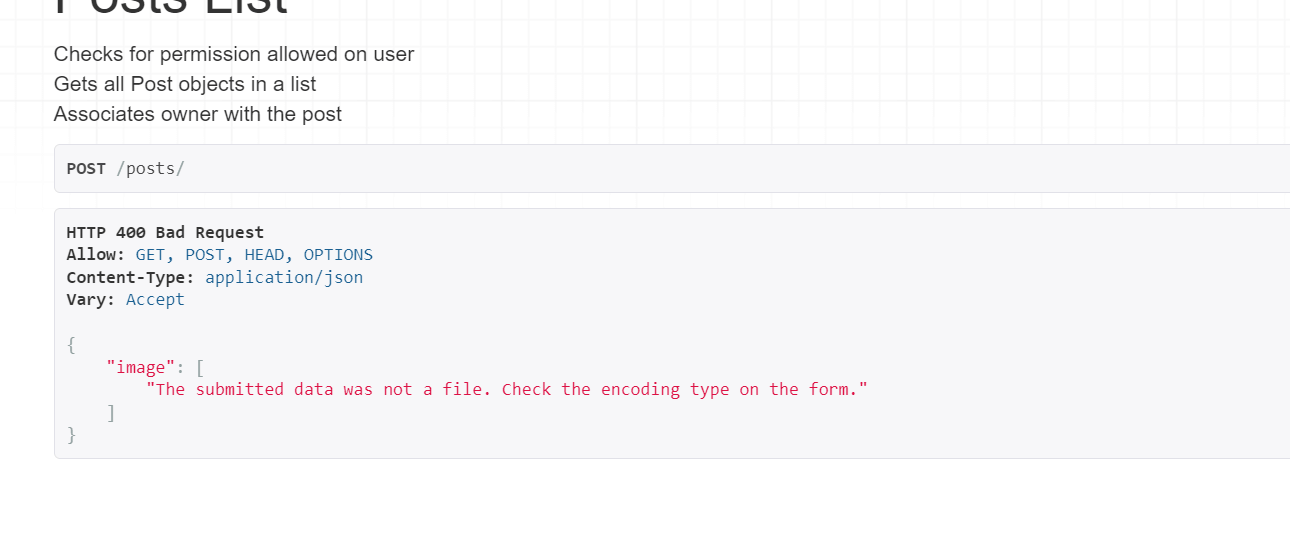 Posts List
Checks for permission allowed on user
Gets all Post objects in a list
Associates owner with the post
POST /posts/
HTTP 400 Bad Request
Allow: GET, POST, HEAD, OPTIONS
Content-Type: application/json
Vary: Accept
{
"image": [
"The submitted data was not a file. Check the encoding type on the form."
]
}